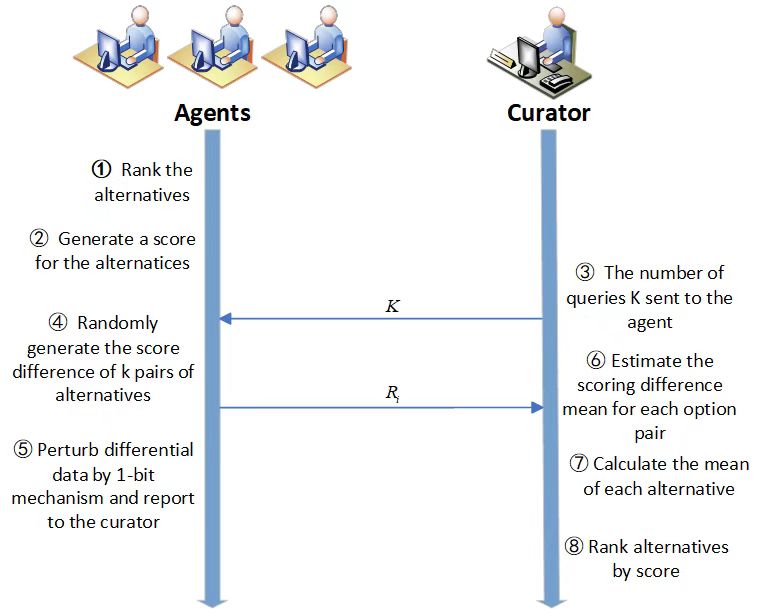 Agents
Curator
① Rank the
alternatives
② Generate a score
for the alternatices
③ The number of
queries K sent to the
agent
K
④ Randomly
generate the score
difference of k pairs of
alternatives
⑥ Estimate the
scoring difference
mean for each option
pair
R_i
⑤ Perturb differential
data by 1-bit
mechanism and report
to the curator
⑦ Calculate the mean
of each alternative
⑧ Rank alternatives
by score